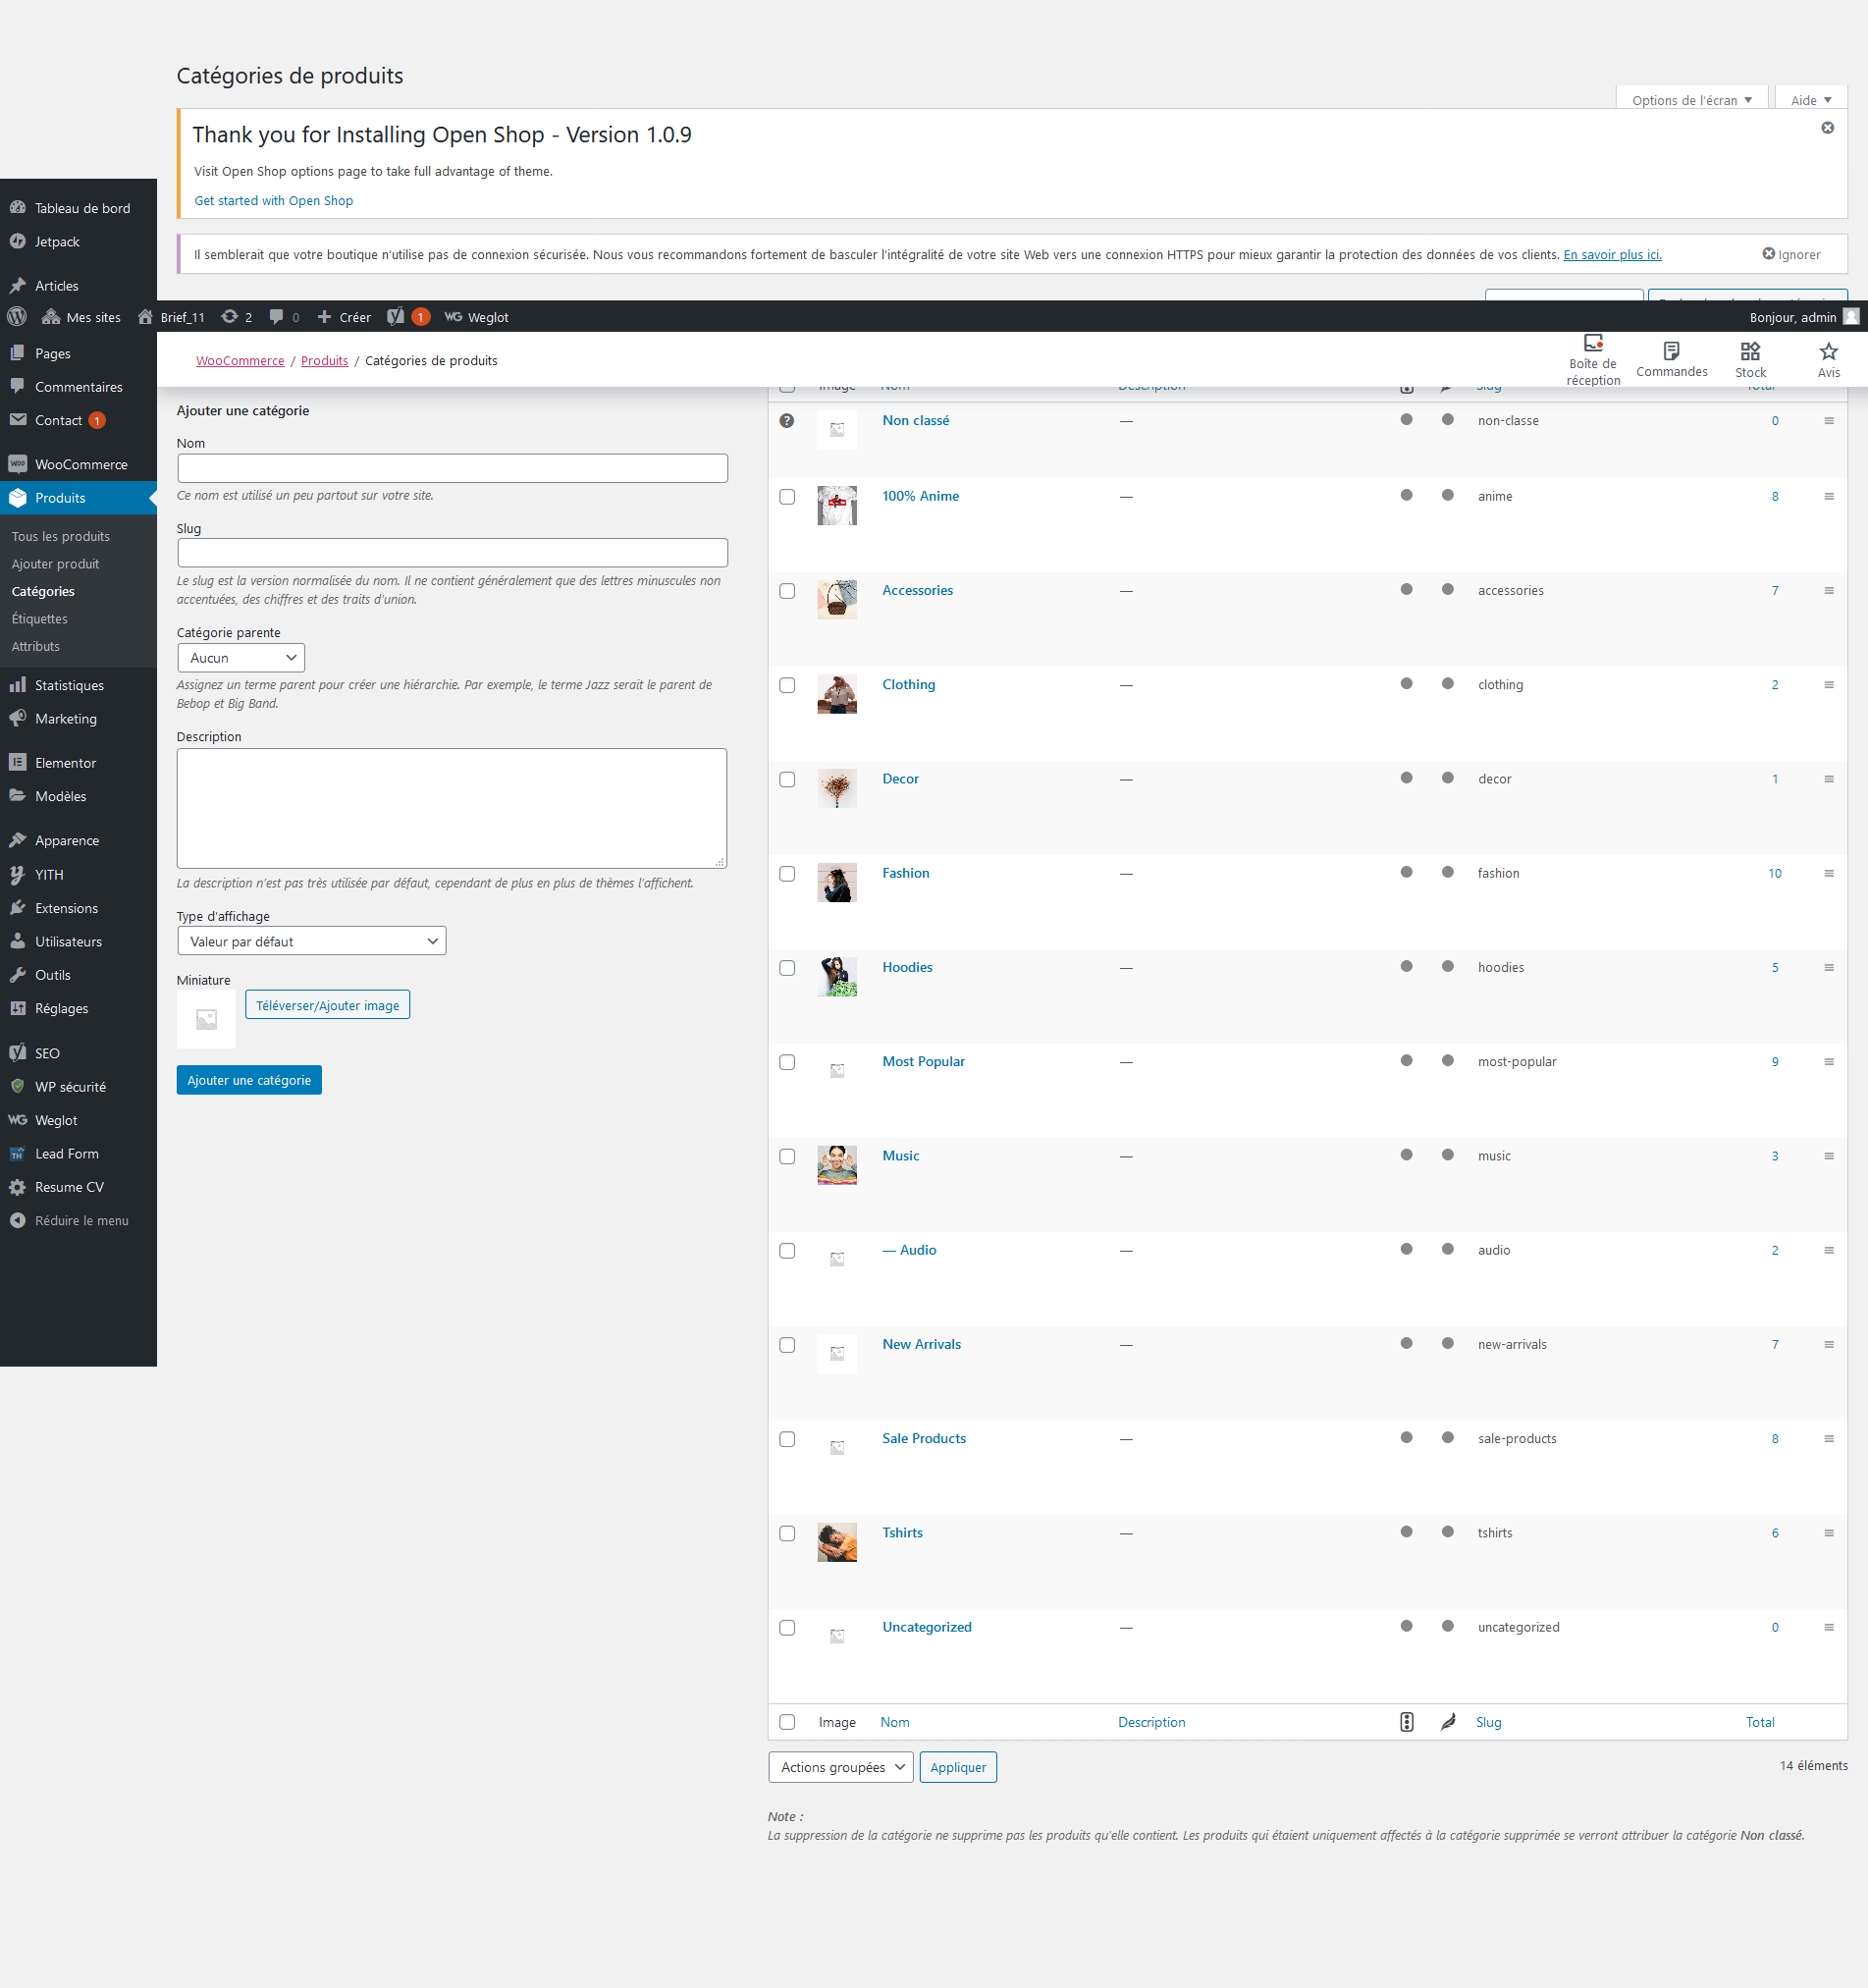 Catégories de produits
Options de l'écran
Aide
Thank you for Installing Open Shop - Version 1.0.9
Visit Open Shop options page to take full advantage of theme.
Get started with Open Shop
Il semblerait que votre boutique n'utilise pas de connexion sécurisée. Nous vous recommandons fortement de basculer l'intégralité de votre site Web vers une connexion HTTPS pour mieux garantir la protection des données de vos clients. En savoir plus ici.
Ignorer
Mes sites
Brief_11
2
0
Créer
1
Weglot
Bonjour, admin
WooCommerce / Produits / Catégories de produits
Boîte de
réception
Commandes
Stock
Avis
Tableau de bord
Jetpack
Articles
Pages
Commentaires
Contact 1
WooCommerce
Produits
Tous les produits
Ajouter produit
Catégories
Étiquettes
Attributs
Statistiques
Marketing
Elementor
Modèles
Apparence
YITH
Extensions
Utilisateurs
Outils
Réglages
SEO
WP sécurité
WG Weglot
Lead Form
Resume CV
Réduire le menu
Ajouter une catégorie
Nom
Ce nom est utilisé un peu partout sur votre site.
Slug
Le slug est la version normalisée du nom. Il ne contient généralement que des lettres minuscules non
accentuées, des chiffres et des traits d'union.
Catégorie parente
Aucun
Assignez un terme parent pour créer une hiérarchie. Par exemple, le terme Jazz serait le parent de
Bebop et Big Band.
Description
La description n'est pas très utilisée par défaut, cependant de plus en plus de thèmes l'affichent.
Type d'affichage
Valeur par défaut
Miniature
Téléverser/Ajouter image
Ajouter une catégorie
Non classé — non-classe 0
100% Anime — anime 8
Accessories — accessories 7
Clothing — clothing 2
Decor — decor 1
Fashion — fashion 10
Hoodies — hoodies 5
Most Popular — most-popular 9
Music — music 3
— Audio — audio 2
New Arrivals — new-arrivals 7
Sale Products — sale-products 8
Tshirts — tshirts 6
Uncategorized — uncategorized 0
Image Nom Description Slug Total
Actions groupées
Appliquer
14 éléments
Note :
La suppression de la catégorie ne supprime pas les produits qu'elle contient. Les produits qui étaient uniquement affectés à la catégorie supprimée se verront attribuer la catégorie Non classé.